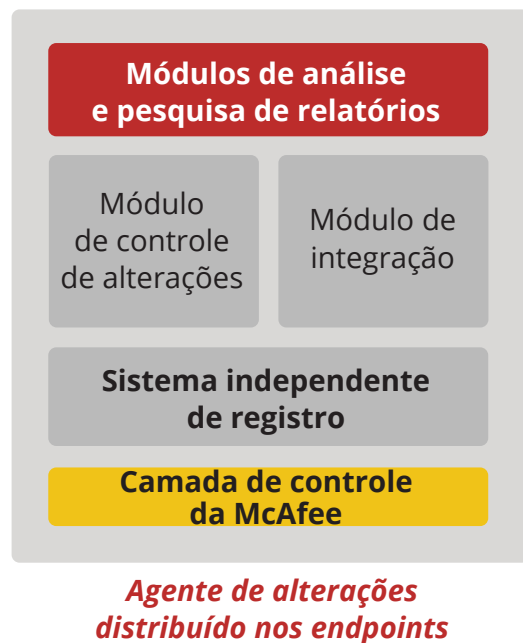 Módulos de análise
e pesquisa de relatórios
Módulo
de controle
de alterações
Módulo de
integração
Sistema independente
de registro
Camada de controle
da McAfee
Agente de alterações
distribuído nos endpoints